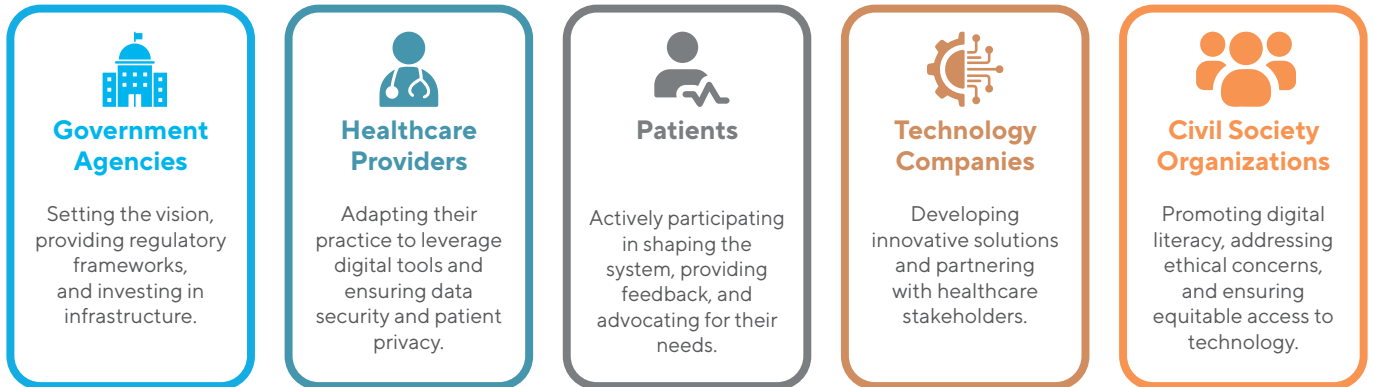 Government
Agencies
Setting the vision,
providing regulatory
frameworks,
and investing in
infrastructure.
Healthcare
Providers
Adapting their
practice to leverage
digital tools and
ensuring data
security and patient
privacy.
Patients
Actively participating
in shaping the
system, providing
feedback, and
advocating for their
needs.
Technology
Companies
Developing
innovative solutions
and partnering
with healthcare
stakeholders.
Civil Society
Organizations
Promoting digital
literacy, addressing
ethical concerns,
and ensuring
equitable access to
technology.